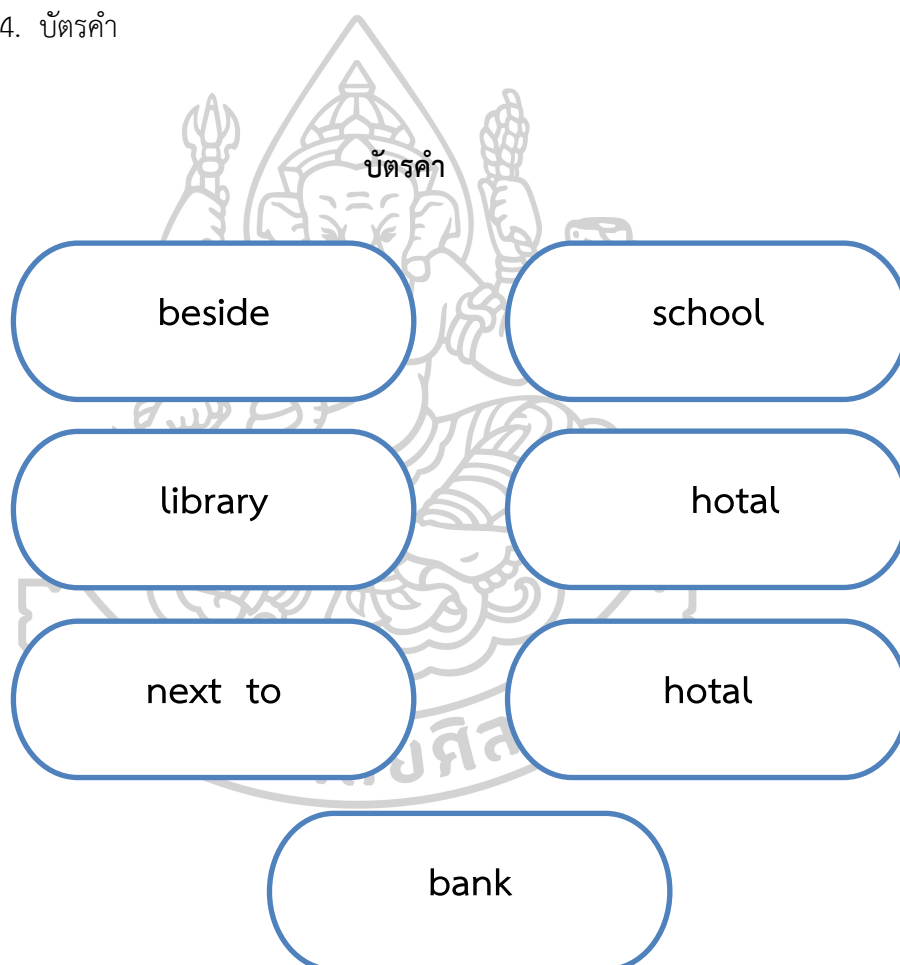 4. บัตรคำ
บัตรคำ
beside school
library hotal
next to hotal
bank